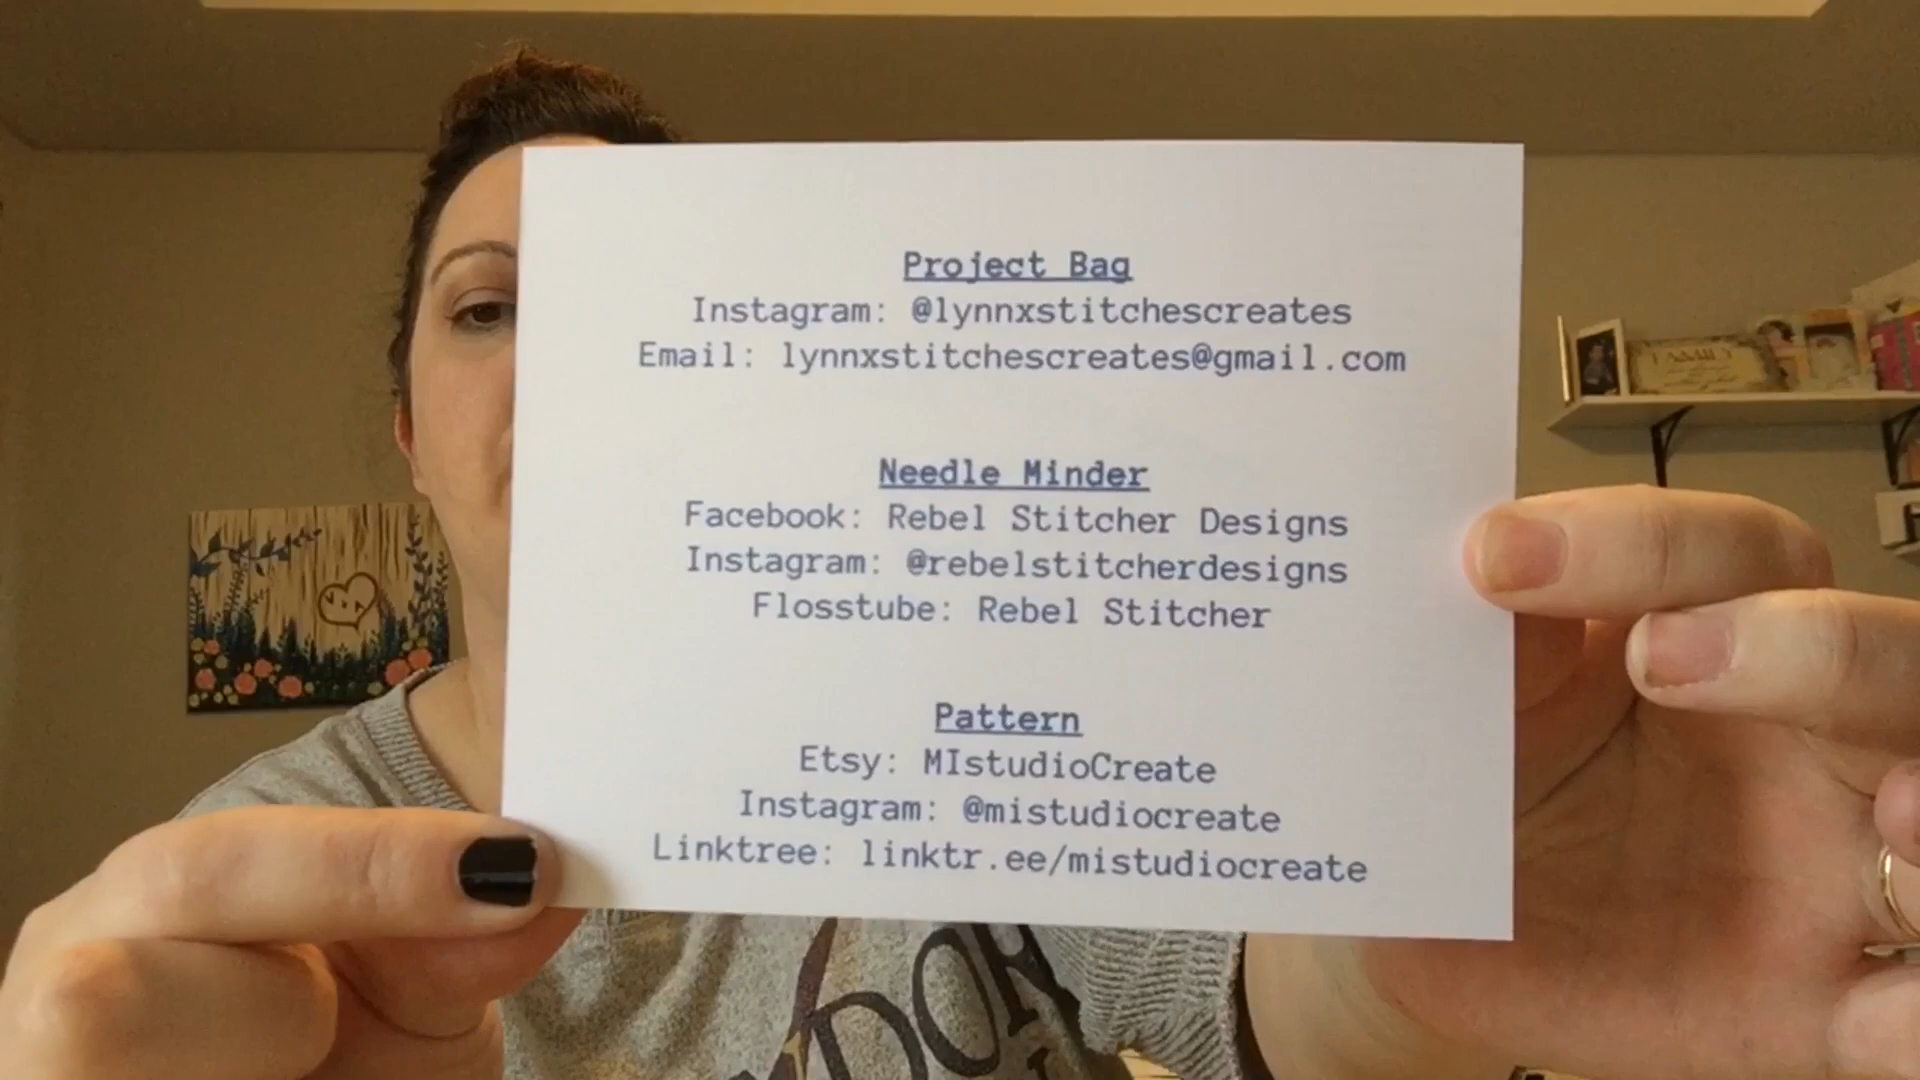 Project Bag
Instagram: @lynnxstitchescreates
Email: lynnxstitchescreates@gmail.com
Needle Minder
Facebook: Rebel Stitcher Designs
Instagram: @rebelstitcherdesigns
Flosstube: Rebel Stitcher
Pattern
Etsy: MIstudioCreate
Instagram: @mistudiocreate
Linktree: linktr.ee/mistudiocreate
FAMILY